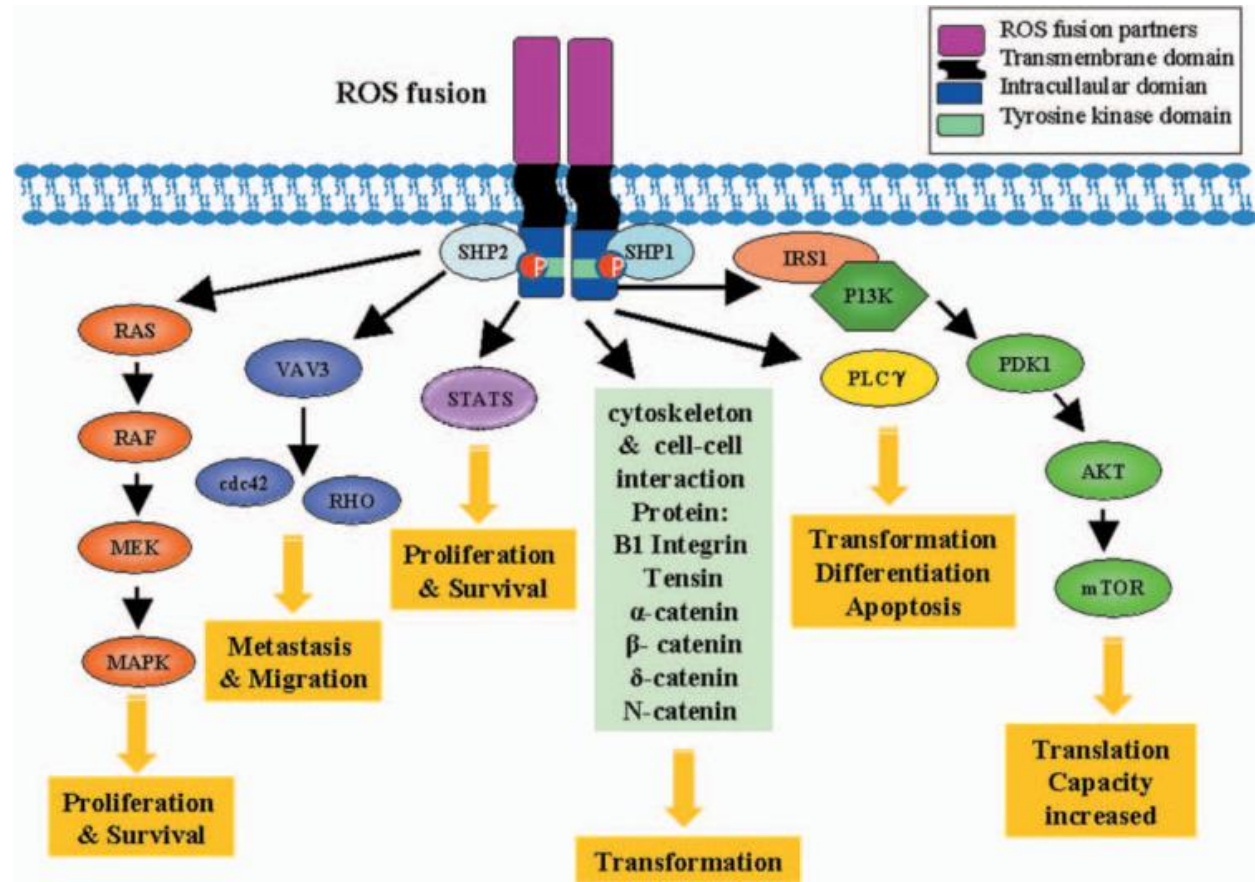 ROS fusion partners
Transmembrane domain
Intracullaular domian
Tyrosine kinase domain
ROS fusion
SHP2
P
P
SHP1
IRS1
P13K
RAS
VAV3
STATS
PLCγ
PDK1
RAF
cdc42
RHO
AKT
MEK
mTOR
MAPK
cytoskeleton
& cell-cell
interaction
Protein:
B1 Integrin
Tensin
α-catenin
β- catenin
δ-catenin
N-catenin
Proliferation
& Survival
Metastasis
& Migration
Proliferation
& Survival
Transformation
Transformation
Differentiation
Apoptosis
Translation
Capacity
increased